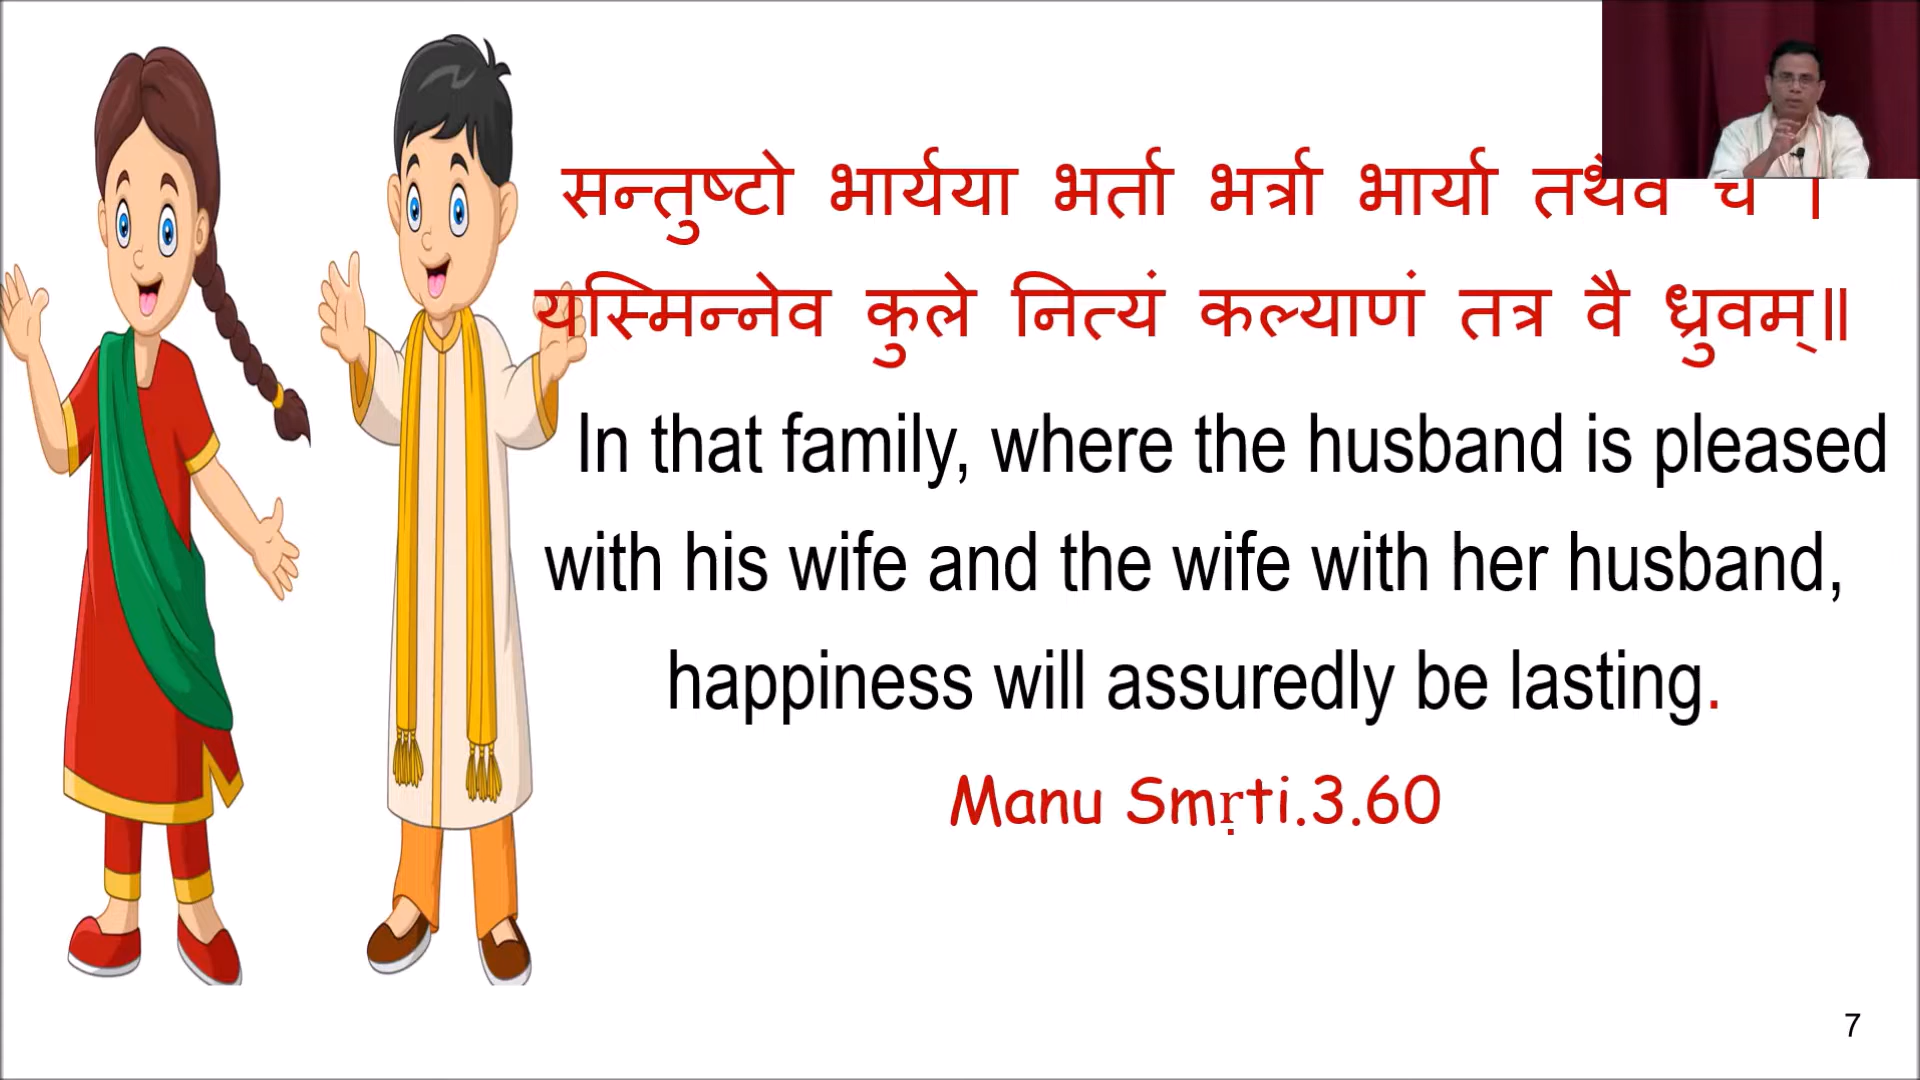 सन्तुष्टो भार्यया भर्ता भर्त्रा भार्या तथैव च ।
यस्मिन्नेव कुले नित्यं कल्याणं तत्र वै ध्रुवम्॥
In that family, where the husband is pleased
with his wife and the wife with her husband,
happiness will assuredly be lasting.
Manu Smṛti.3.60
7